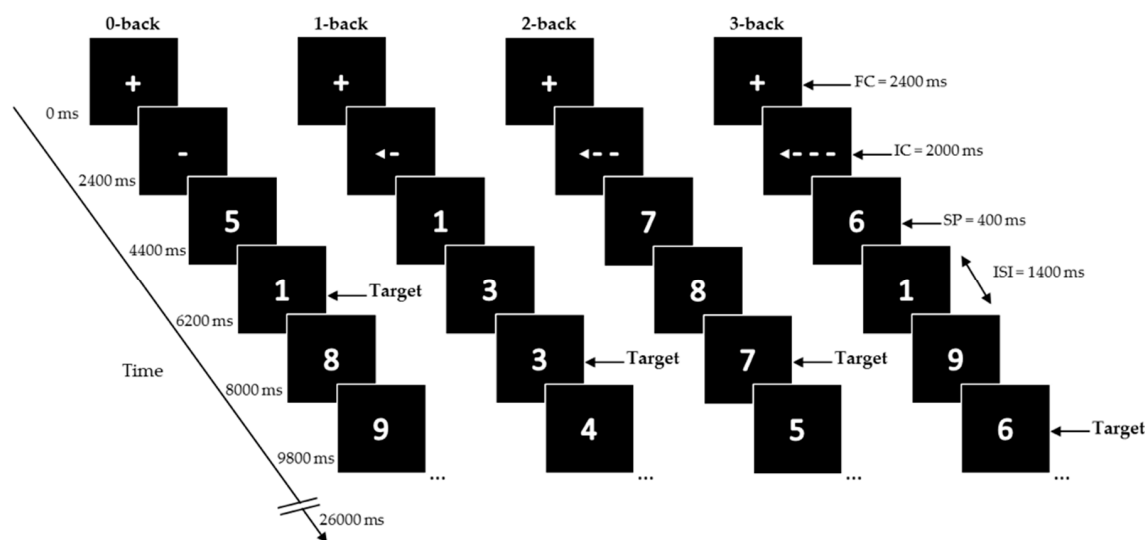 0-back 1-back 2-back 3-back
+ + + + FC = 2400 ms
0 ms
- ◄- ◄- - ◄- - - IC = 2000 ms
2400 ms
5 1 7 6 SP = 400 ms
4400 ms
ISI = 1400 ms
1 Target 3 8 1
6200 ms
Time
8 3 Target 7 Target 9
8000 ms
9 4 5 6 Target
9800 ms
... ... ... ...
26000 ms